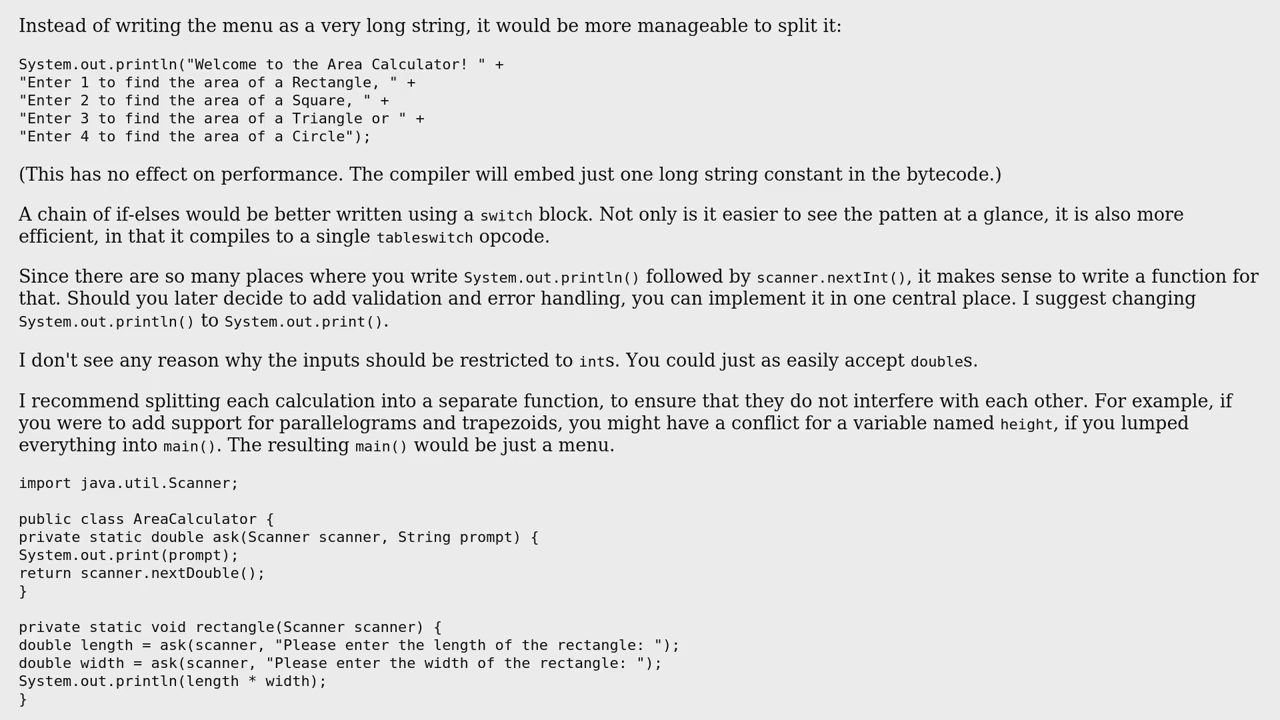 Instead of writing the menu as a very long string, it would be more manageable to split it:
System.out.println("Welcome to the Area Calculator! " +
"Enter 1 to find the area of a Rectangle, " +
"Enter 2 to find the area of a Square, " +
"Enter 3 to find the area of a Triangle or " +
"Enter 4 to find the area of a Circle");
(This has no effect on performance. The compiler will embed just one long string constant in the bytecode.)
A chain of if-elses would be better written using a switch block. Not only is it easier to see the patten at a glance, it is also more
efficient, in that it compiles to a single tableswitch opcode.
Since there are so many places where you write System.out.println() followed by scanner.nextInt(), it makes sense to write a function for
that. Should you later decide to add validation and error handling, you can implement it in one central place. I suggest changing
System.out.println() to System.out.print().
I don't see any reason why the inputs should be restricted to ints. You could just as easily accept doubles.
I recommend splitting each calculation into a separate function, to ensure that they do not interfere with each other. For example, if
you were to add support for parallelograms and trapezoids, you might have a conflict for a variable named height, if you lumped
everything into main(). The resulting main() would be just a menu.
import java.util.Scanner;
public class AreaCalculator {
private static double ask(Scanner scanner, String prompt) {
System.out.print(prompt);
return scanner.nextDouble();
}
private static void rectangle(Scanner scanner) {
double length = ask(scanner, "Please enter the length of the rectangle: ");
double width = ask(scanner, "Please enter the width of the rectangle: ");
System.out.println(length * width);
}